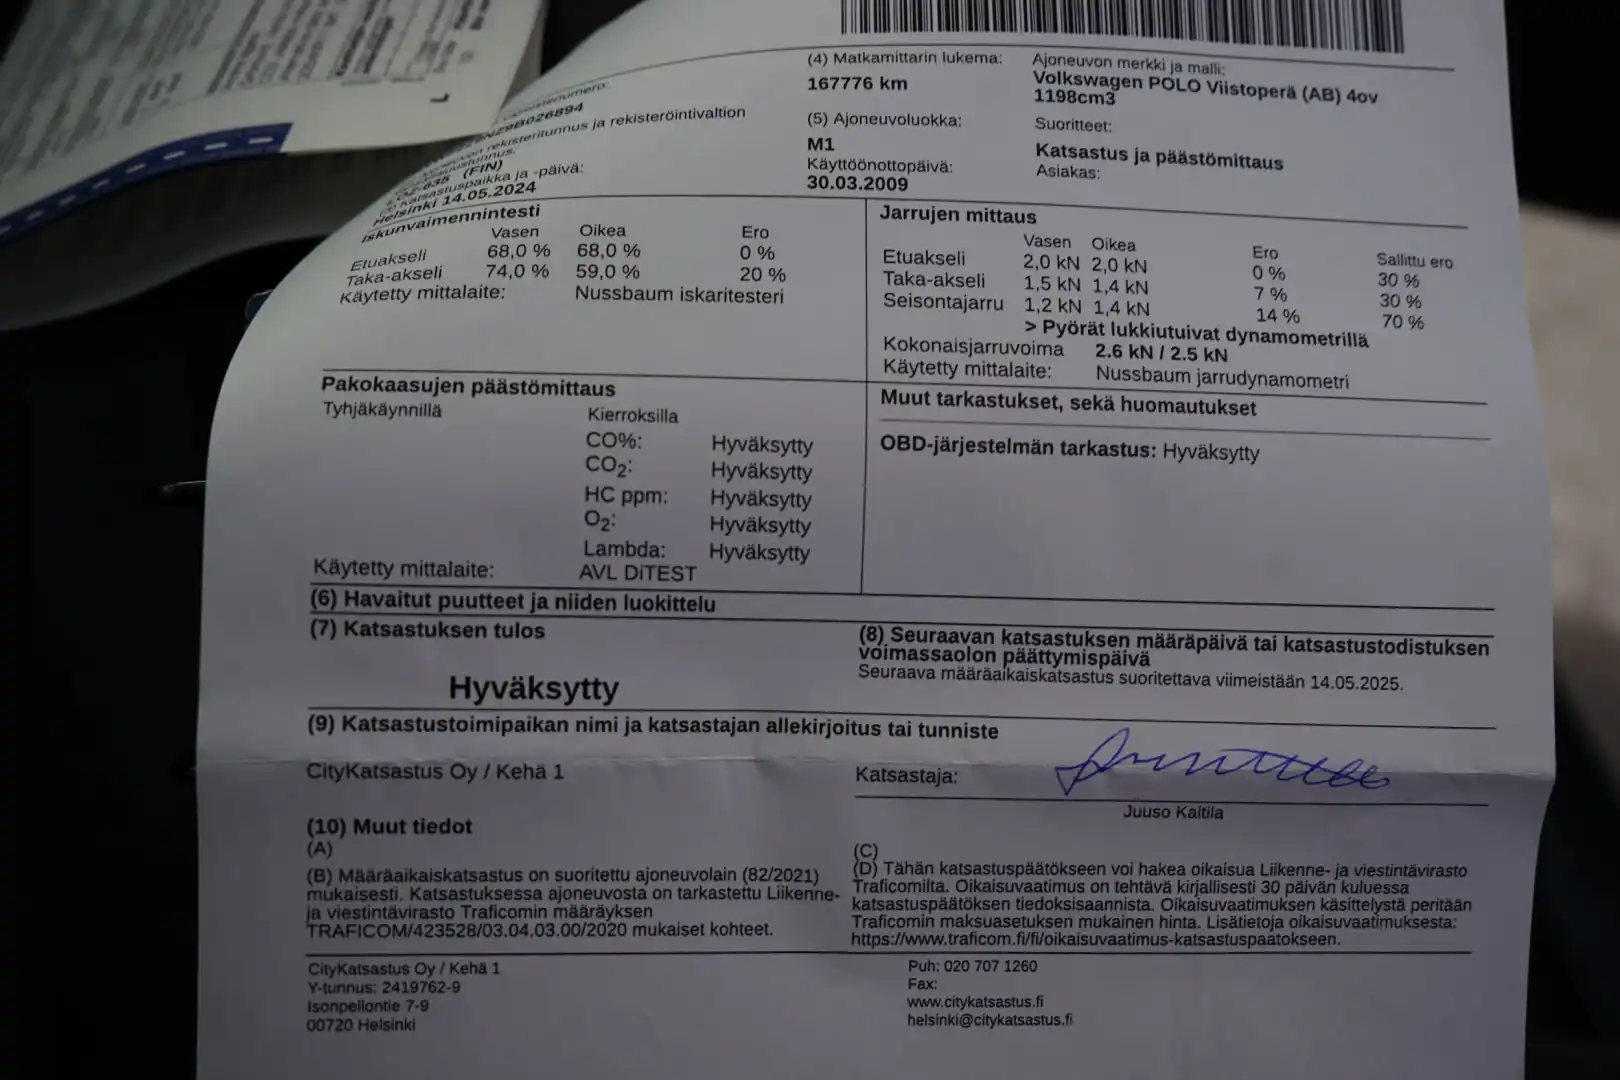 (4) Matkamittarin lukema:
167776 km
(5) Ajoneuvoluokka:
M1
Käyttöönottopäivä:
30.03.2009
Ajoneuvon merkki ja malli:
Volkswagen POLO Viistoperä (AB) 4ov
1198cm3
Suoritteet:
Katsastus ja päästömittaus
Asiakas:
rekisteritunnus ja rekisteröintivaltion
(FIN)
Katsastuspaikka ja -päivä:
Helsinki 14.05.2024
Iskunvaimennintesti
Vasen Oikea Ero
Etuakseli 68,0 % 68,0 % 0 %
Taka-akseli 74,0 % 59,0 % 20 %
Käytetty mittalaite: Nussbaum iskaritesteri
Jarrujen mittaus
Vasen Oikea Ero Sallittu ero
Etuakseli 2,0 kN 2,0 kN 0 % 30 %
Taka-akseli 1,5 kN 1,4 kN 7 % 30 %
Seisontajarru 1,2 kN 1,4 kN 14 % 70 %
> Pyörät lukkiutuivat dynamometrillä
Kokonaisjarruvoima 2.6 kN / 2.5 kN
Käytetty mittalaite: Nussbaum jarrudynamometri
Pakokaasujen päästömittaus
Tyhjäkäynnillä Kierroksilla
CO%: Hyväksytty
CO2: Hyväksytty
HC ppm: Hyväksytty
O2: Hyväksytty
Lambda: Hyväksytty
Käytetty mittalaite: AVL DiTEST
Muut tarkastukset, sekä huomautukset
OBD-järjestelmän tarkastus: Hyväksytty
(6) Havaitut puutteet ja niiden luokittelu
(7) Katsastuksen tulos
Hyväksytty
(8) Seuraavan katsastuksen määräpäivä tai katsastustodistuksen
voimassaolon päättymispäivä
Seuraava määräaikaiskatsastus suoritettava viimeistään 14.05.2025.
(9) Katsastustoimipaikan nimi ja katsastajan allekirjoitus tai tunniste
CityKatsastus Oy / Kehä 1
Katsastaja:
Juuso Kaitila
(10) Muut tiedot
(A)
(B) Määräaikaiskatsastus on suoritettu ajoneuvolain (82/2021)
mukaisesti. Katsastuksessa ajoneuvosta on tarkastettu Liikenne-
ja viestintävirasto Traficomin määräyksen
TRAFICOM/423528/03.04.03.00/2020 mukaiset kohteet.
(C)
(D) Tähän katsastuspäätökseen voi hakea oikaisua Liikenne- ja viestintävirasto
Traficomilta. Oikaisuvaatimus on tehtävä kirjallisesti 30 päivän kuluessa
katsastuspäätöksen tiedoksisaannista. Oikaisuvaatimuksen käsittelystä peritään
Traficomin maksuasetuksen mukainen hinta. Lisätietoja oikaisuvaatimuksesta:
https://www.traficom.fi/fi/oikaisuvaatimus-katsastuspaatokseen.
CityKatsastus Oy / Kehä 1
Y-tunnus: 2419762-9
Isonpellontie 7-9
00720 Helsinki
Puh: 020 707 1260
Fax:
www.citykatsastus.fi
helsinki@citykatsastus.fi